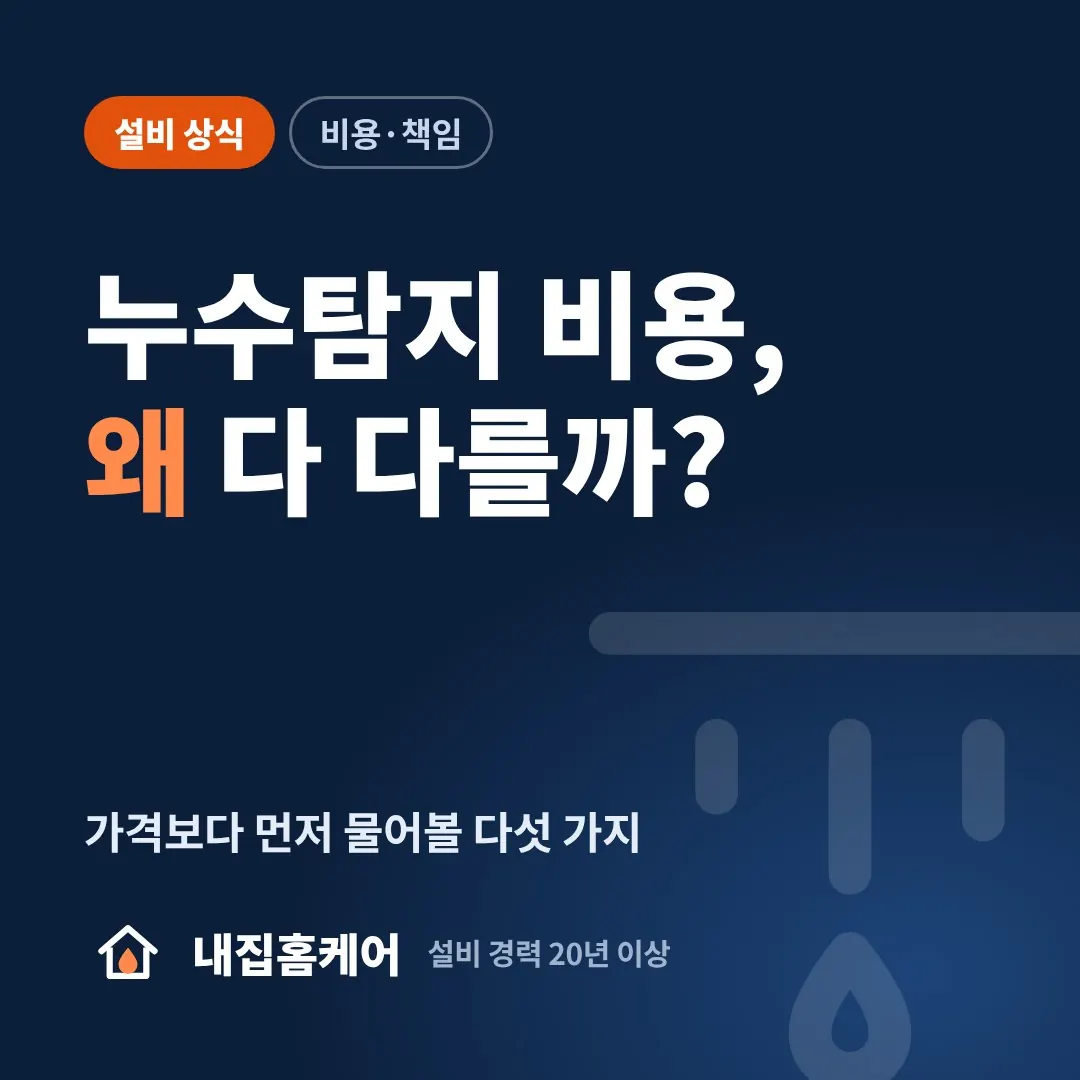 설비 상식
비용·책임
누수탐지 비용,
왜 다 다를까?
가격보다 먼저 물어볼 다섯 가지
내집홈케어 설비 경력 20년 이상